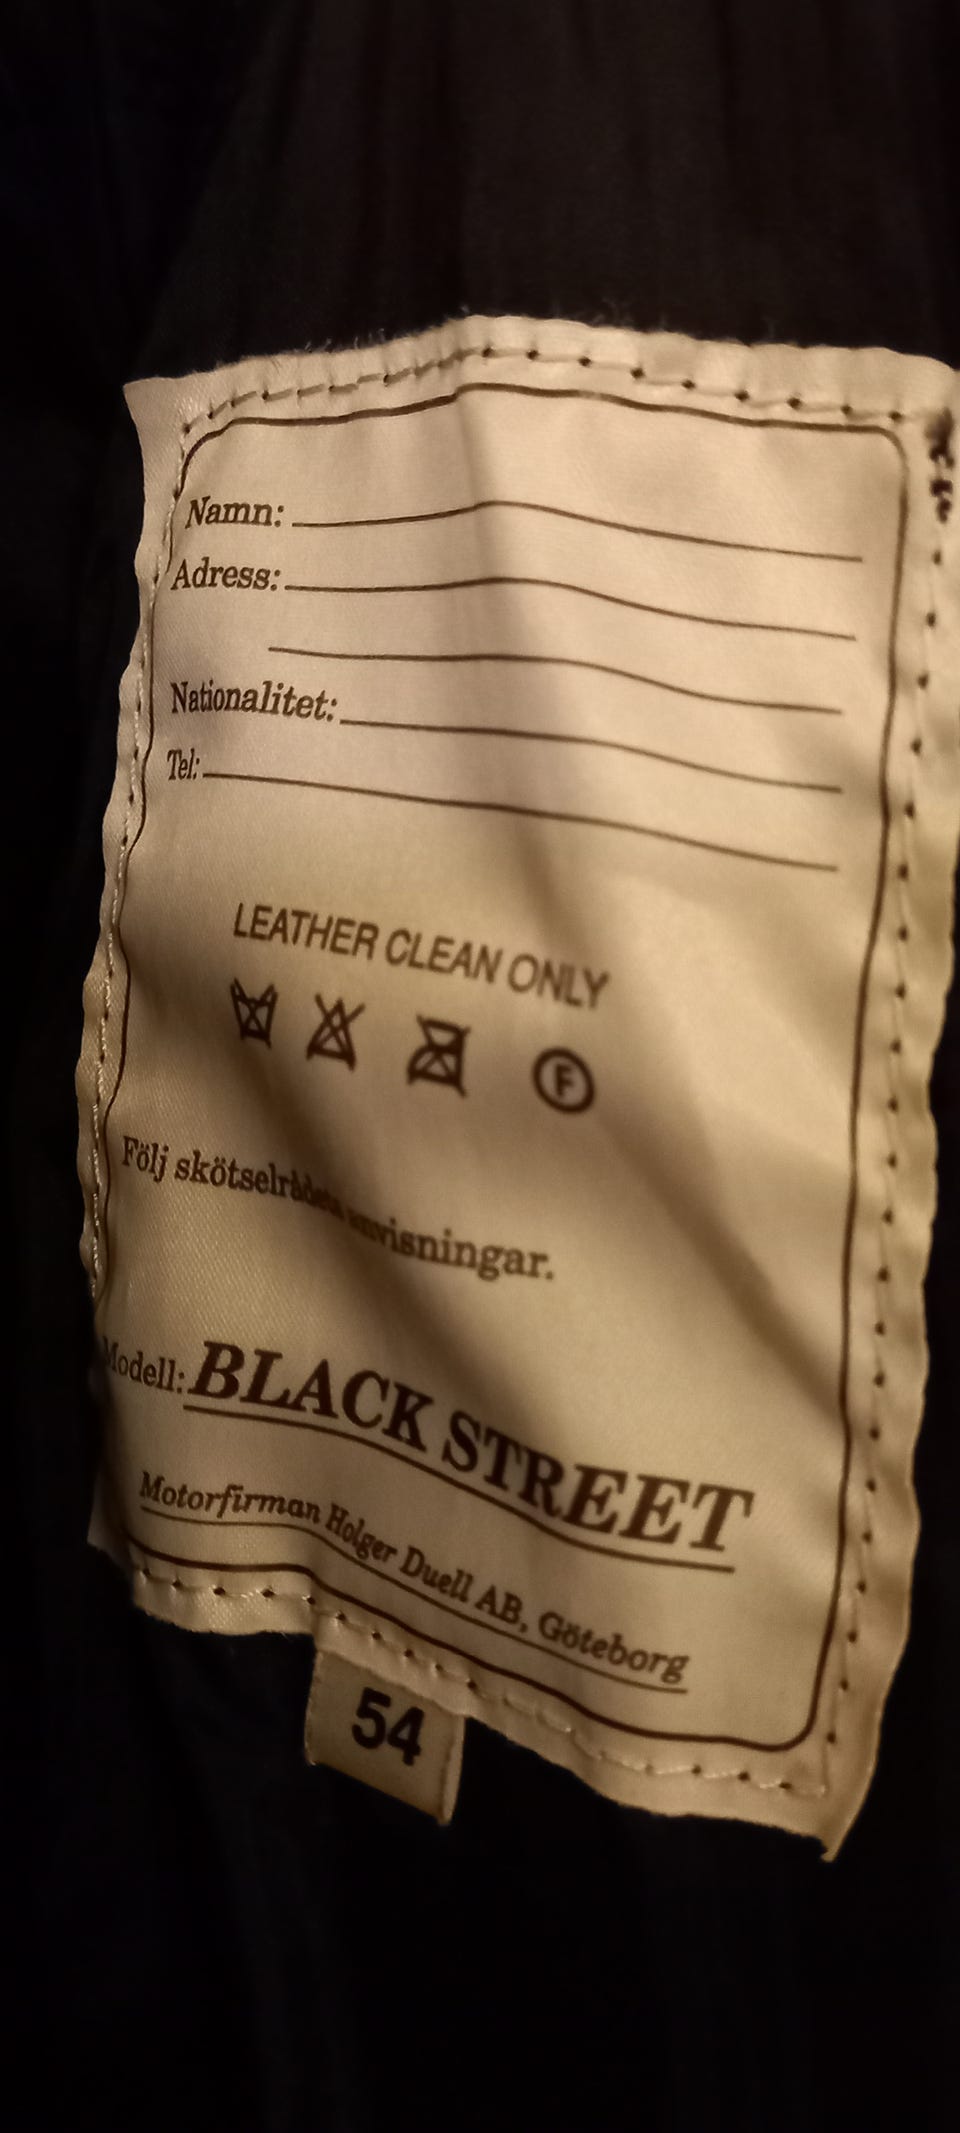 Namn:
Adress:
Nationalitet:
Tel:
LEATHER CLEAN ONLY
F
Följ skötselrådets anvisningar.
Modell: BLACK STREET
Motorfirman Holger Duell AB, Göteborg
54